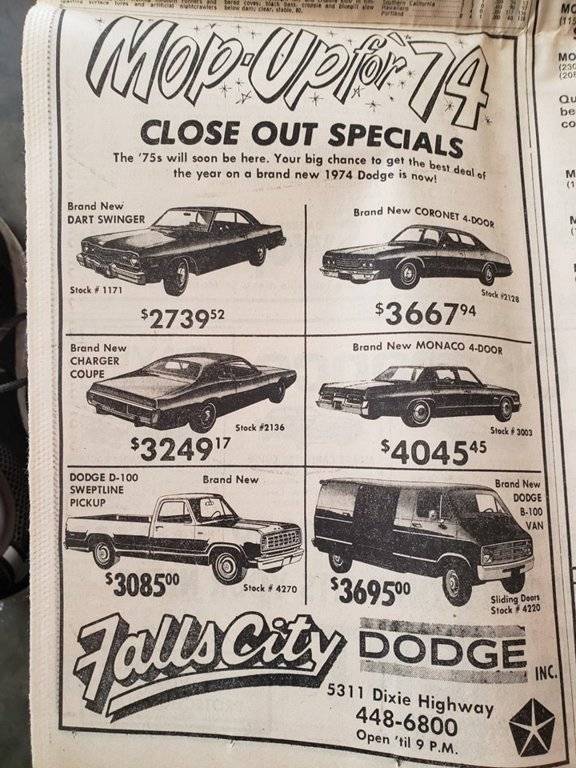 Mop-Up for '74
CLOSE OUT SPECIALS
The '75s will soon be here. Your big chance to get the best deal of
the year on a brand new 1974 Dodge is now!
Brand New
DART SWINGER
Stock # 1171
$2739 52
Brand New CORONET 4-DOOR
Stock #2128
$3667 94
Brand New
CHARGER
COUPE
Stock #2136
$3249 17
Brand New MONACO 4-DOOR
Stock # 3003
$4045 45
DODGE D-100
SWEPTLINE
PICKUP
Brand New
$3085 00
Stock # 4270
Brand New
DODGE
B-100
VAN
$3695 00
Sliding Doors
Stock # 4220
Falls City DODGE INC.
5311 Dixie Highway
448-6800
Open 'til 9 P.M.